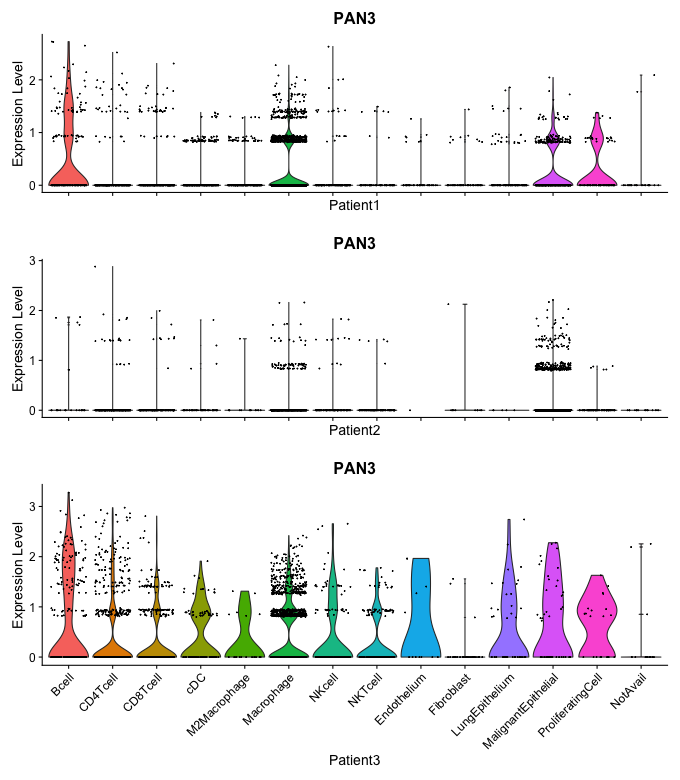 PAN3
Expression Level
2
1
0
Patient1
PAN3
Expression Level
3
2
1
0
Patient2
PAN3
Expression Level
3
2
1
0
Bcell
CD4Tcell
CD8Tcell
cDC
M2Macrophage
Macrophage
NKcell
NKTcell
Endothelium
Fibroblast
LungEpithelium
MalignantEpithelial
ProliferatingCell
NotAvail
Patient3